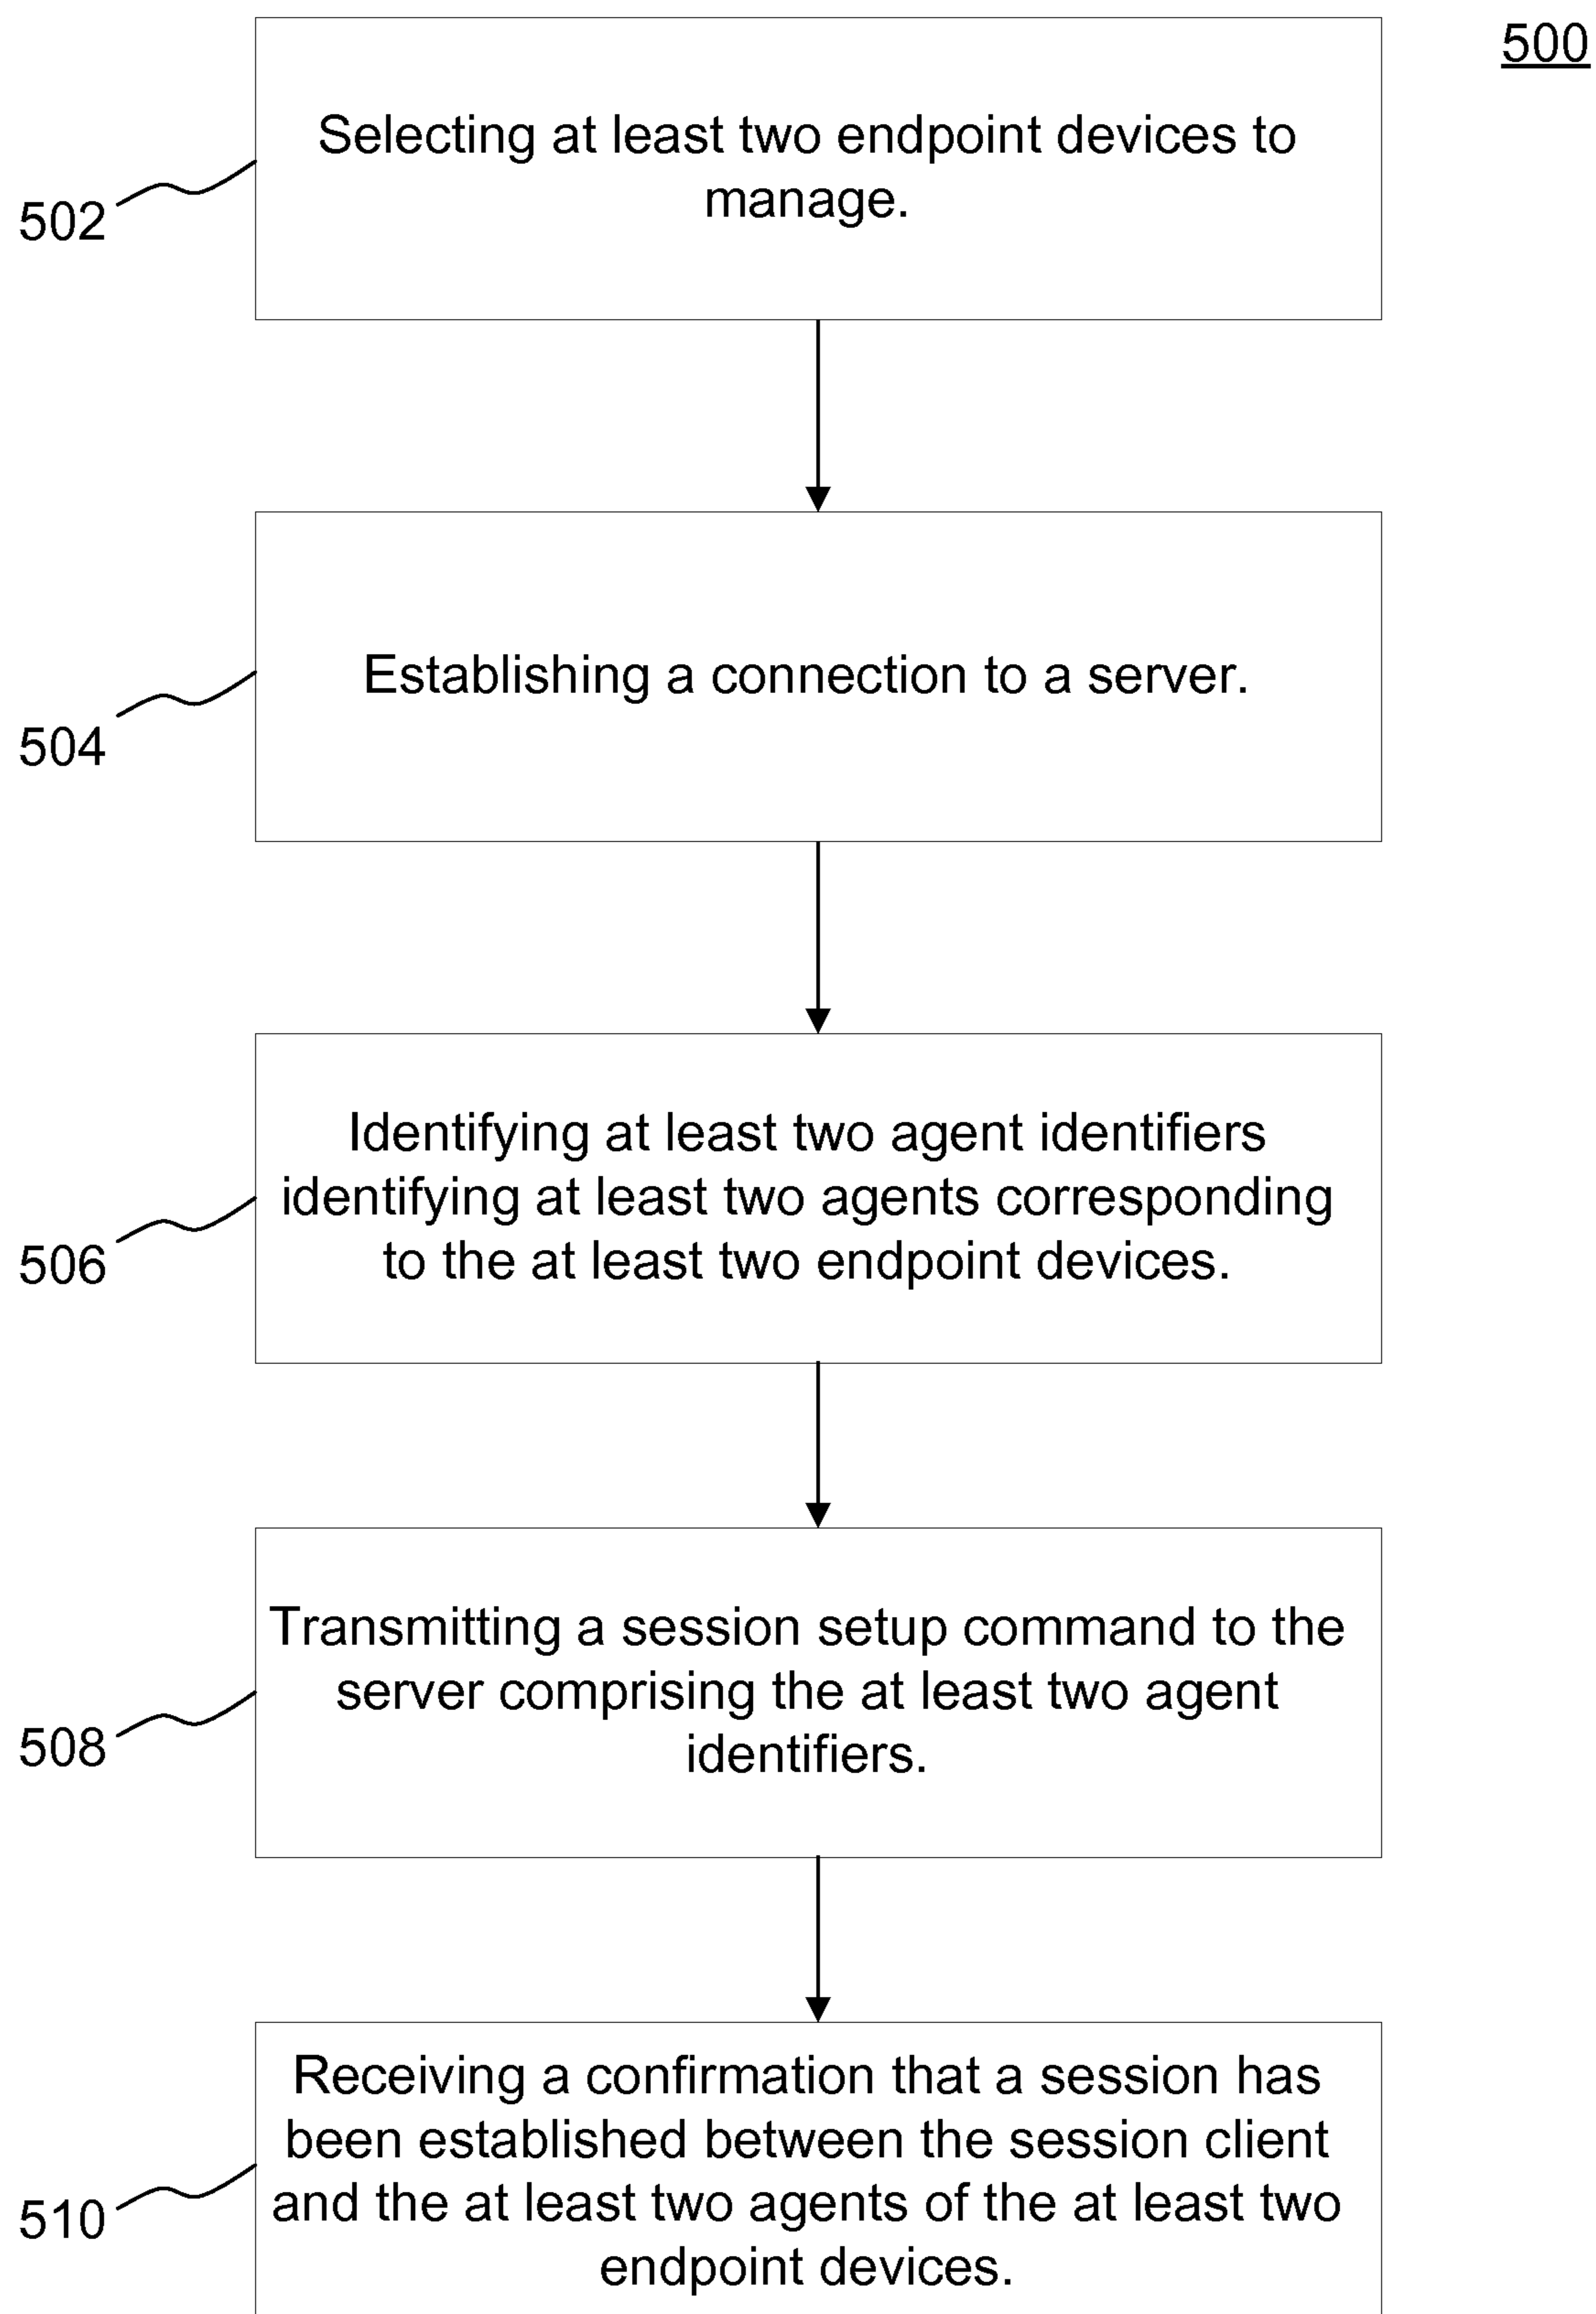 500
Selecting at least two endpoint devices to
manage.
502
Establishing a connection to a server.
504
Identifying at least two agent identifiers
identifying at least two agents corresponding
to the at least two endpoint devices.
506
Transmitting a session setup command to the
server comprising the at least two agent
identifiers.
508
Receiving a confirmation that a session has
been established between the session client
and the at least two agents of the at least two
endpoint devices.
510